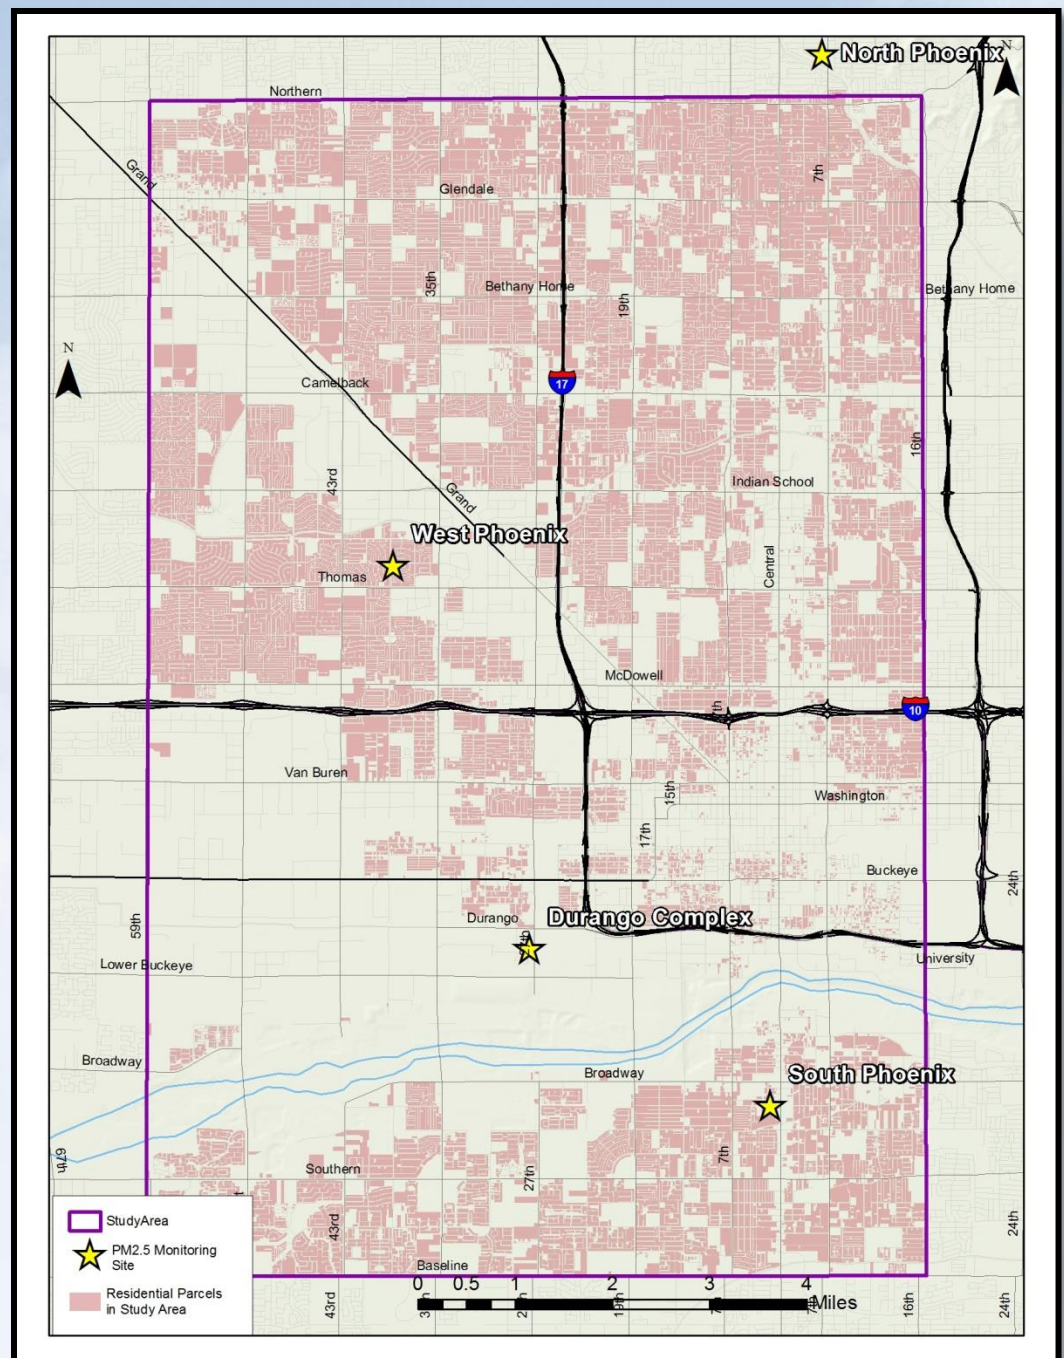 North Phoenix
N
Northern
Grand
7th
Glendale
35th
Bethany Home
Bethany Home
19th
N
Camelback
17
16th
43rd
Indian School
Grand
West Phoenix
Central
Thomas
McDowell
10
Van Buren
15th
Washington
17th
Buckeye
24th
59th
Durango
Durango Complex
Lower Buckeye
University
Broadway
Broadway
South Phoenix
67th
Southern
7th
27th
43rd
24th
StudyArea
PM2.5 Monitoring
Site
Residential Parcels
in Study Area
Baseline
0 0.5 1 2 3 4
Miles
43rd
19th
16th
24th